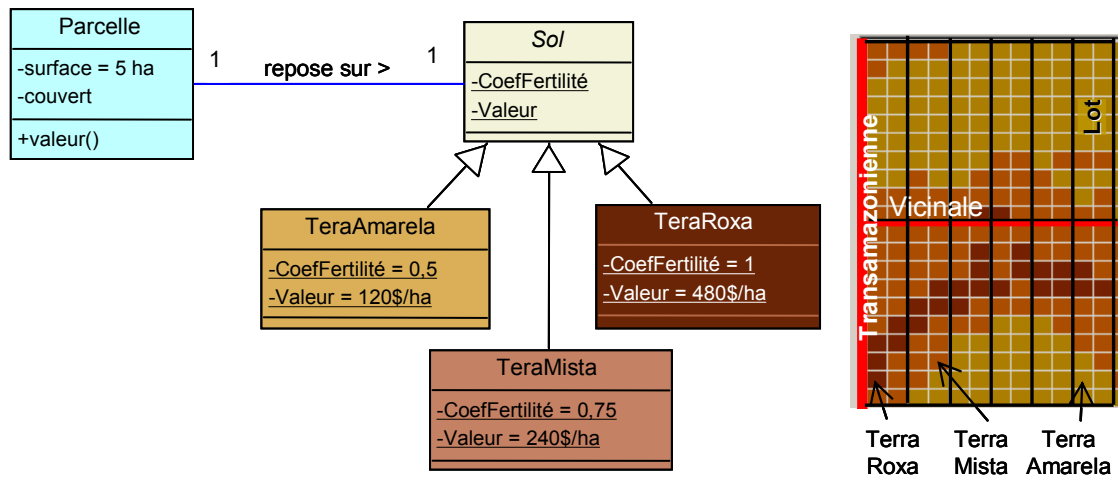 Parcelle
-surface = 5 ha
-couvert
+valeur()
1
repose sur >
1
Sol
-CoefFertilité
-Valeur
TeraAmarela
-CoefFertilité = 0,5
-Valeur = 120$/ha
TeraRoxa
-CoefFertilité = 1
-Valeur = 480$/ha
TeraMista
-CoefFertilité = 0,75
-Valeur = 240$/ha
Lot
Transamazonienne
Vicinale
Terra
Roxa
Terra
Mista
Terra
Amarela